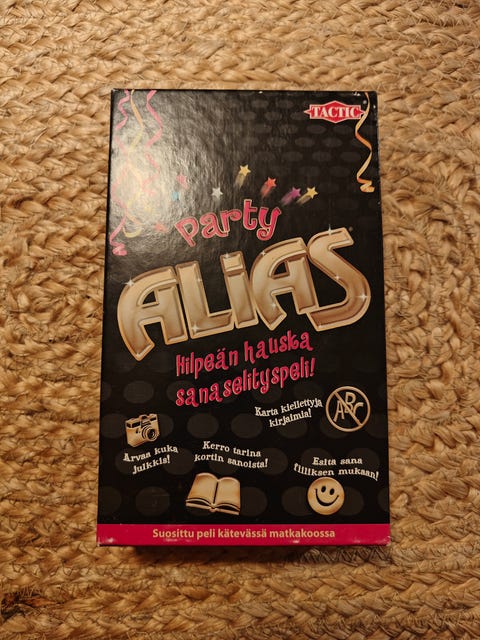 TACTIC
Party
ALiAS®
Hilpeän hauska
sanaselityspeli!
Karta kiellettyjä
kirjaimia!
ABC
Arvaa kuka
julkkis!
Kerro tarina
kortin sanoista!
Esitä sana
fiiliksen mukaan!
Suosittu peli kätevässä matkakoossa